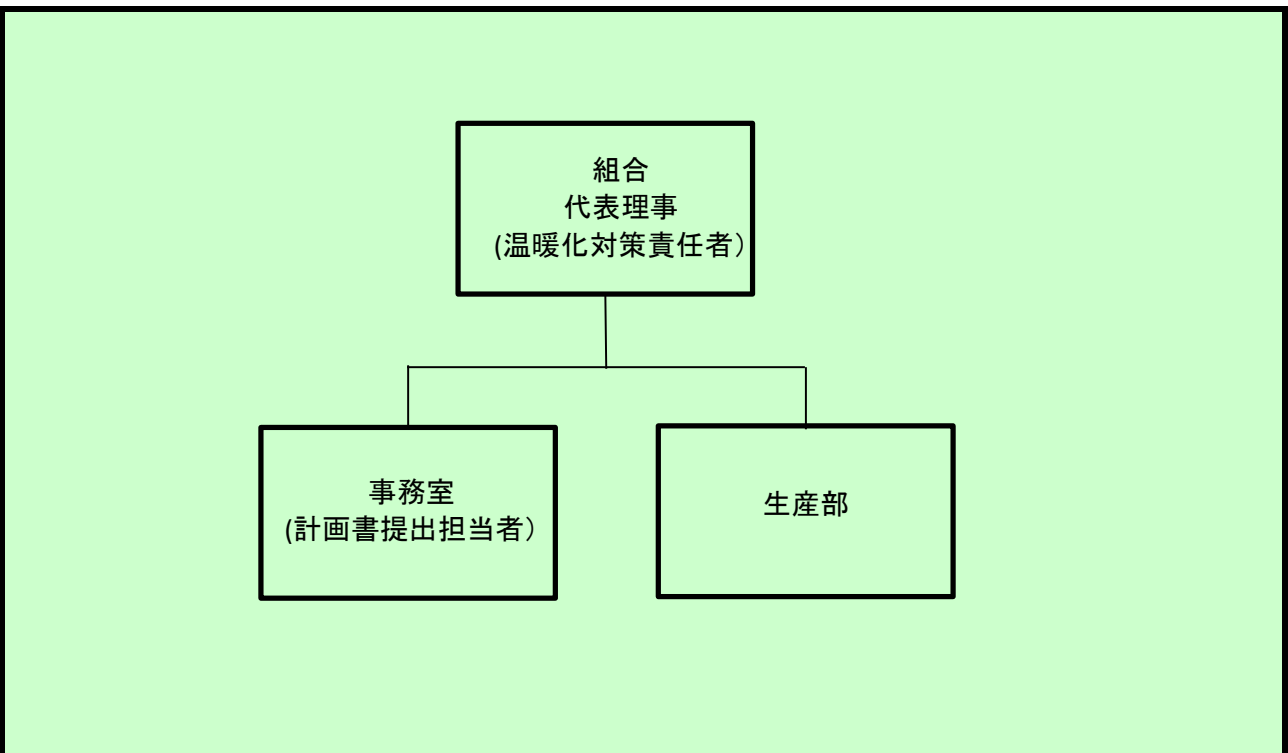 組合
代表理事
(温暖化対策責任者）
事務室
(計画書提出担当者）
生産部